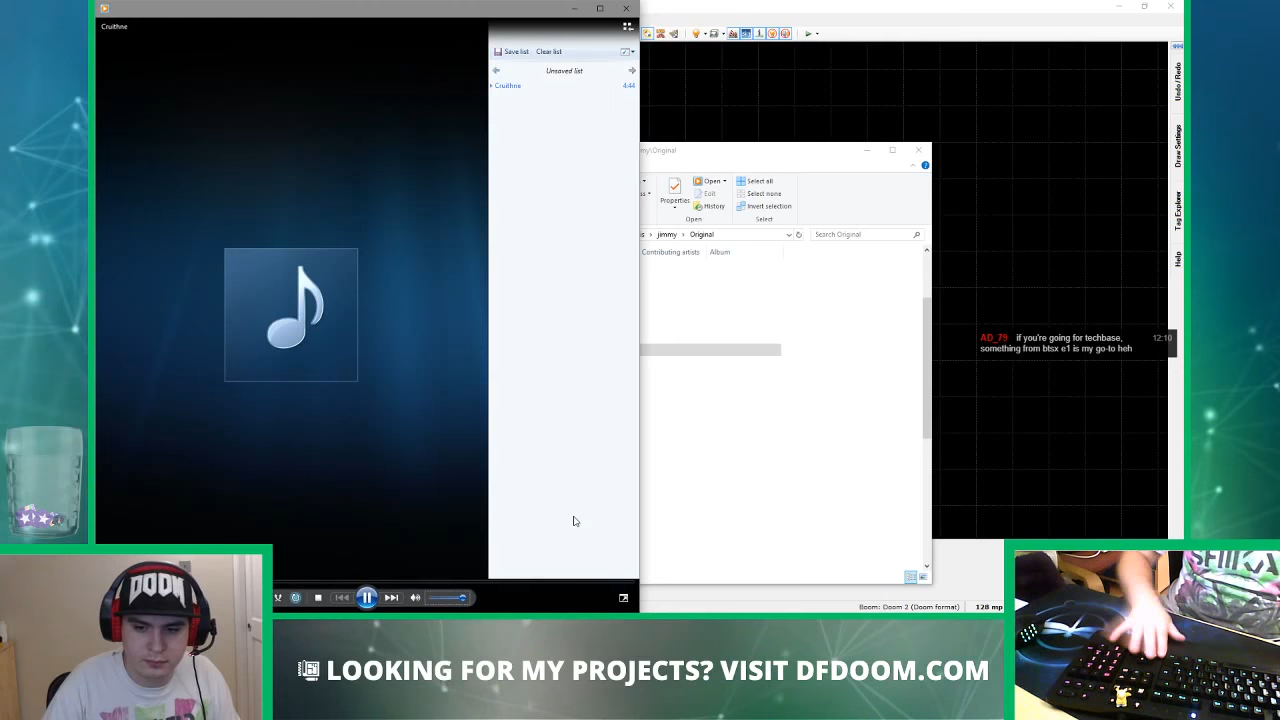 Cruithne
Save list Clear list
Unsaved list
Cruithne 4:44
my\Original
Open
Select all
Edit
Select none
Properties
History
Invert selection
Open
Select
jimmy Original
Search Original
Contributing artists
Album
Undo / Redo
Draw Settings
Tag Explorer
Help
AD_79 if you're going for techbase, 12:10
something from btsx e1 is my go-to heh
Boom: Doom 2 (Doom format)
128 mp
DOOM
LOOKING FOR MY PROJECTS? VISIT DFDOOM.COM